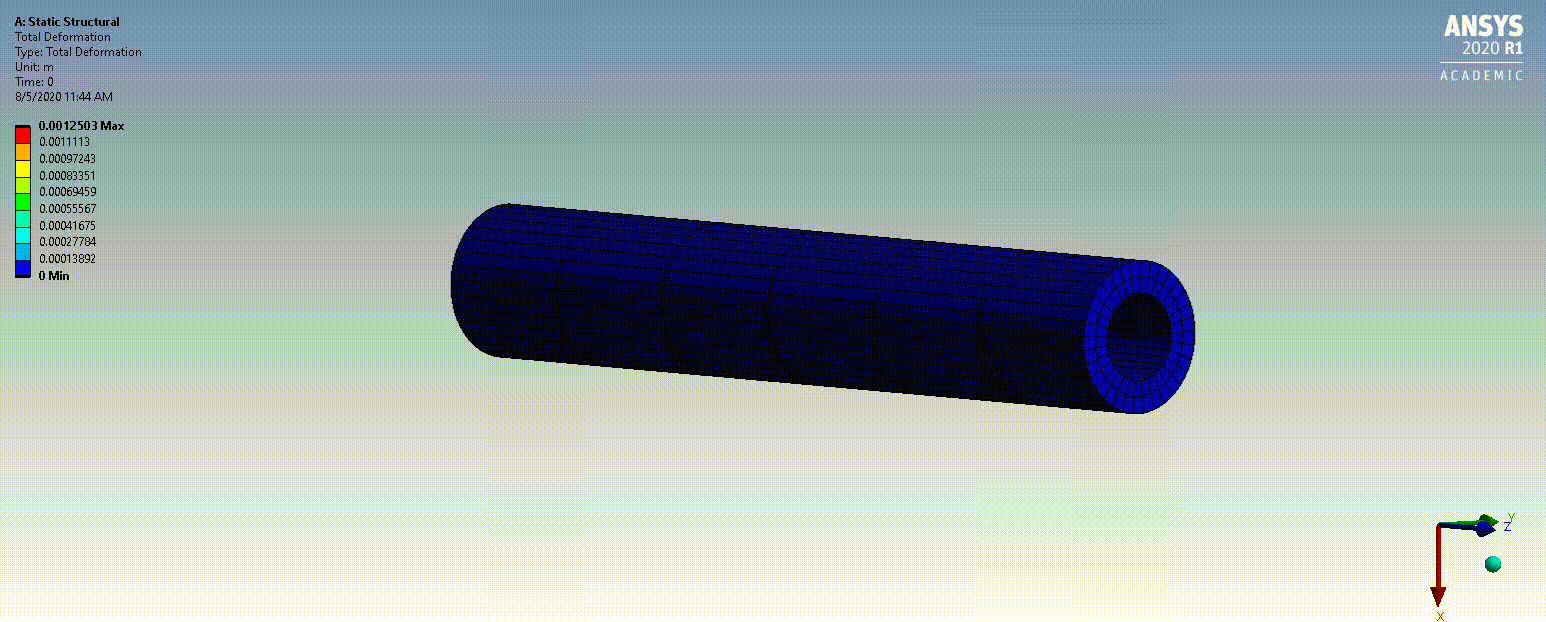 A: Static Structural
Total Deformation
Type: Total Deformation
Unit: m
Time: 0
8/5/2020 11:44 AM
0.0012503 Max
0.0011113
0.00097243
0.00083351
0.00069459
0.00055567
0.00041675
0.00027784
0.00013892
0 Min
ANSYS
2020 R1
ACADEMIC
Y
Z
X